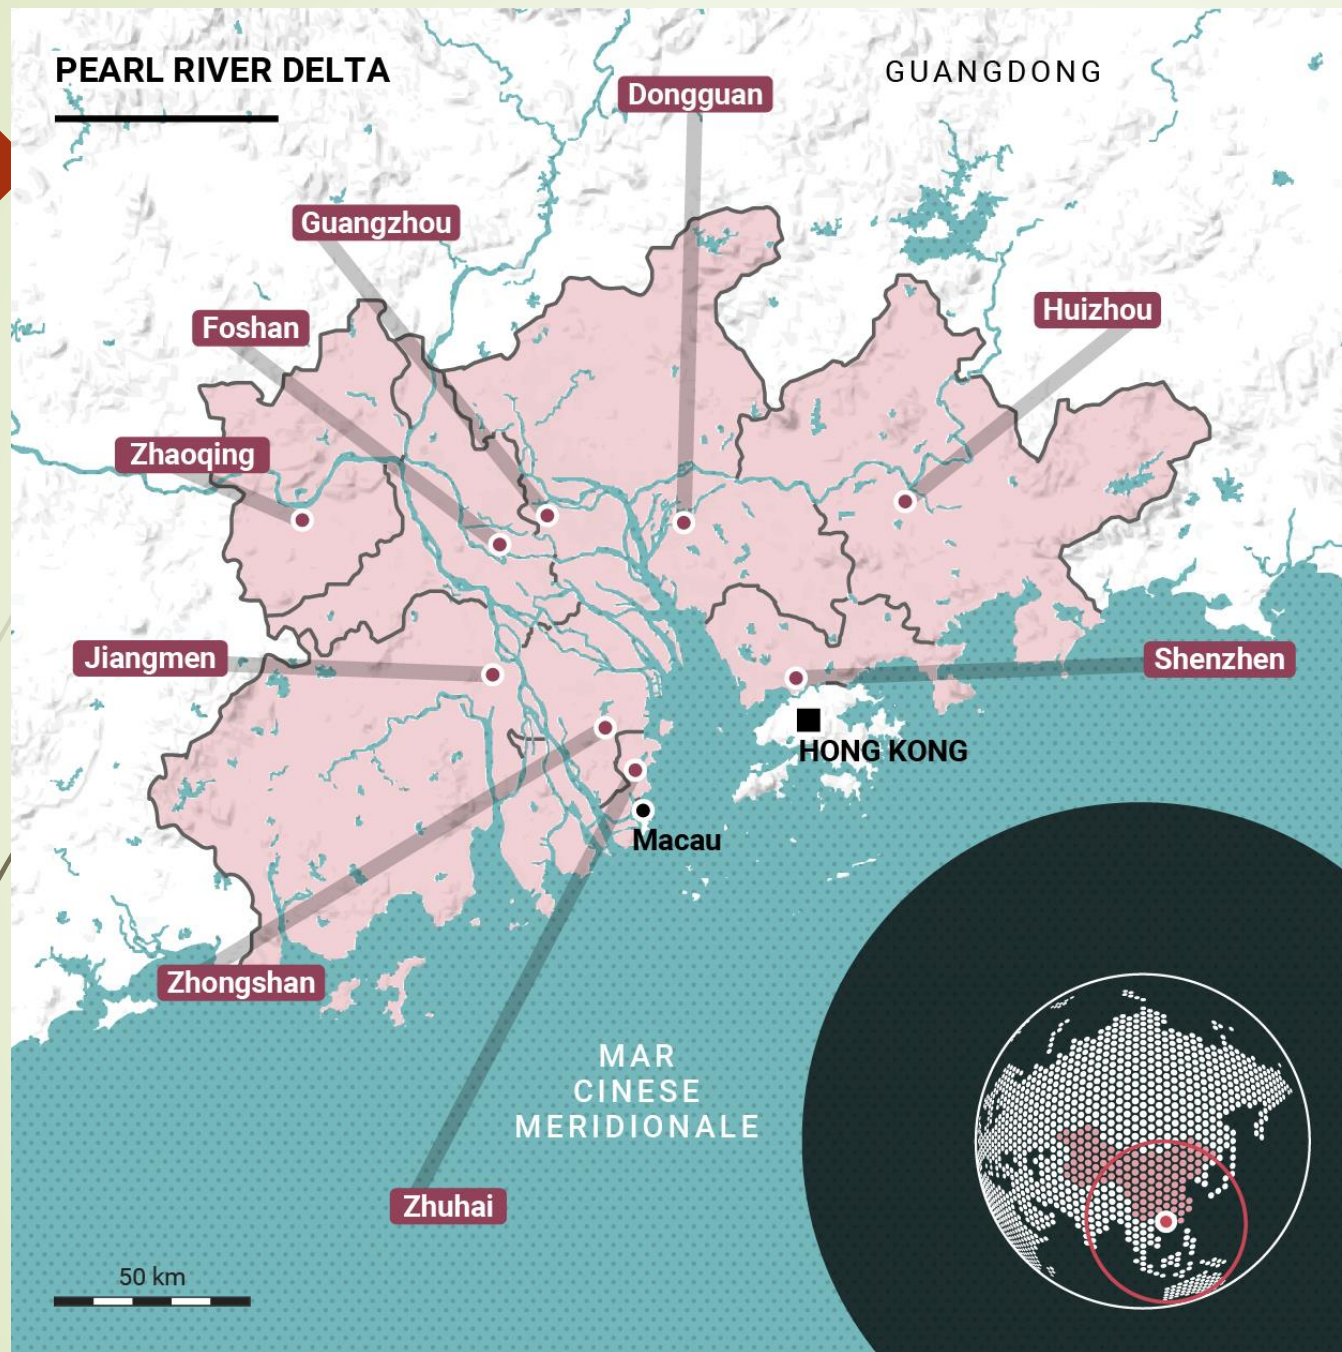 PEARL RIVER DELTA
GUANGDONG
Dongguan
Guangzhou
Huizhou
Foshan
Zhaoqing
Jiangmen
Shenzhen
HONG KONG
Macau
Zhongshan
MAR
CINESE
MERIDIONALE
Zhuhai
50 km